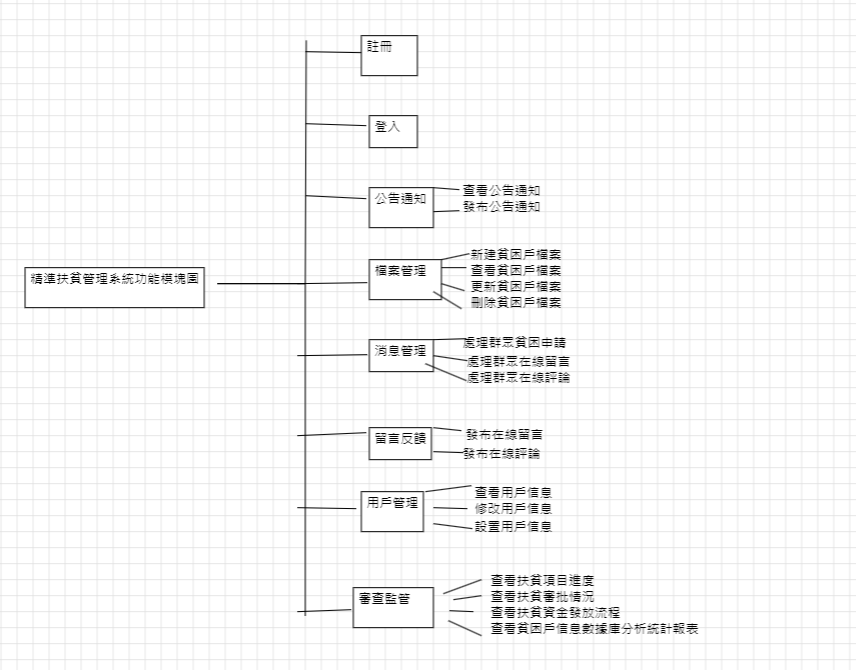 註冊
登入
公告通知
查看公告通知
發布公告通知
精準扶貧管理系統功能模塊圖
檔案管理
新建貧困戶檔案
查看貧困戶檔案
更新貧困戶檔案
刪除貧困戶檔案
消息管理
處理群眾貧困申請
處理群眾在線留言
處理群眾在線評論
留言反饋
發布在線留言
發布在線評論
用戶管理
查看用戶信息
修改用戶信息
設置用戶信息
審查監管
查看扶貧項目進度
查看扶貧審批情況
查看扶貧資金發放流程
查看貧困戶信息數據庫分析統計報表